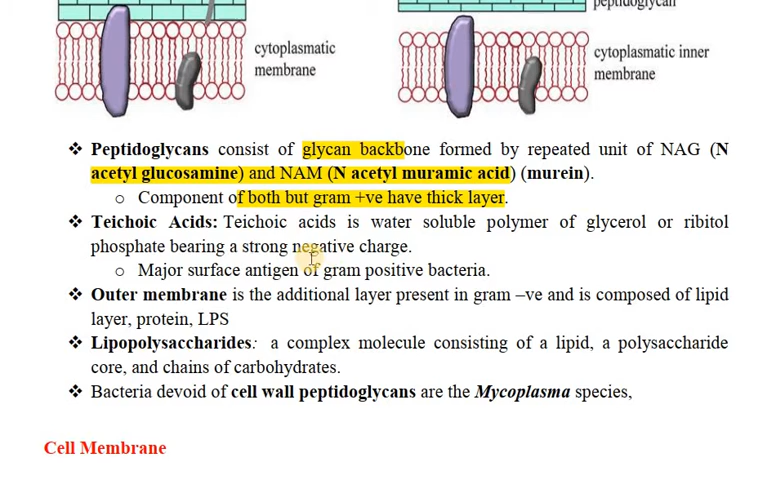 peptidoglycan
cytoplasmatic
membrane
cytoplasmatic inner
membrane
❖ Peptidoglycans consist of glycan backbone formed by repeated unit of NAG (N
acetyl glucosamine) and NAM (N acetyl muramic acid) (murein).
o Component of both but gram +ve have thick layer.
❖ Teichoic Acids: Teichoic acids is water soluble polymer of glycerol or ribitol
phosphate bearing a strong negative charge.
o Major surface antigen of gram positive bacteria.
❖ Outer membrane is the additional layer present in gram –ve and is composed of lipid
layer, protein, LPS
❖ Lipopolysaccharides: a complex molecule consisting of a lipid, a polysaccharide
core, and chains of carbohydrates.
❖ Bacteria devoid of cell wall peptidoglycans are the Mycoplasma species,
Cell Membrane